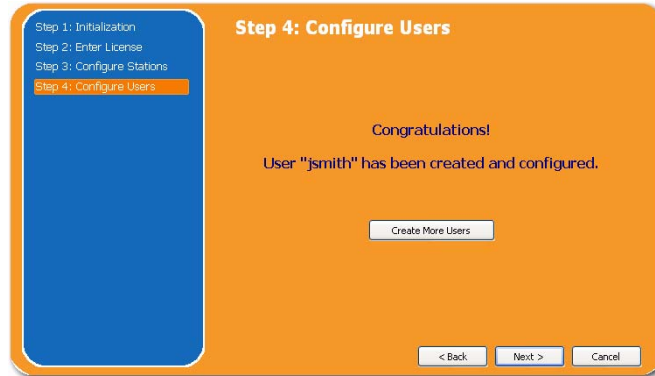 Step 1: Initialization
Step 2: Enter License
Step 3: Configure Stations
Step 4: Configure Users
Step 4: Configure Users
Congratulations!
User "jsmith" has been created and configured.
Create More Users
< Back
Next >
Cancel